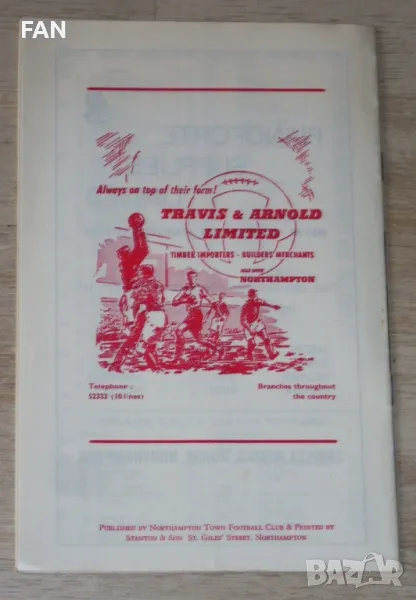 FAN
Always on top of their form!
TRAVIS & ARNOLD
LIMITED
TIMBER IMPORTERS - BUILDERS' MERCHANTS
NORTHAMPTON
Telephone:
52333 (10 lines)
Branches throughout
the country
PUBLISHED BY NORTHAMPTON TOWN FOOTBALL CLUB & PRINTED BY
STANTON & SON ST. GILES' STREET, NORTHAMPTON
BAZAR